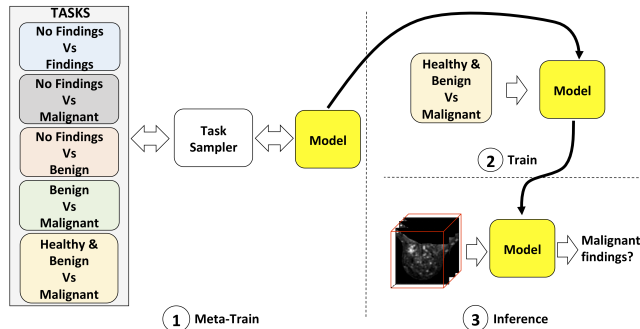 TASKS
No Findings
Vs
Findings
No Findings
Vs
Malignant
No Findings
Vs
Benign
Benign
Vs
Malignant
Healthy &
Benign
Vs
Malignant
Task
Sampler
Model
1 Meta-Train
Healthy &
Benign
Vs
Malignant
Model
2 Train
Model
Malignant
findings?
3 Inference